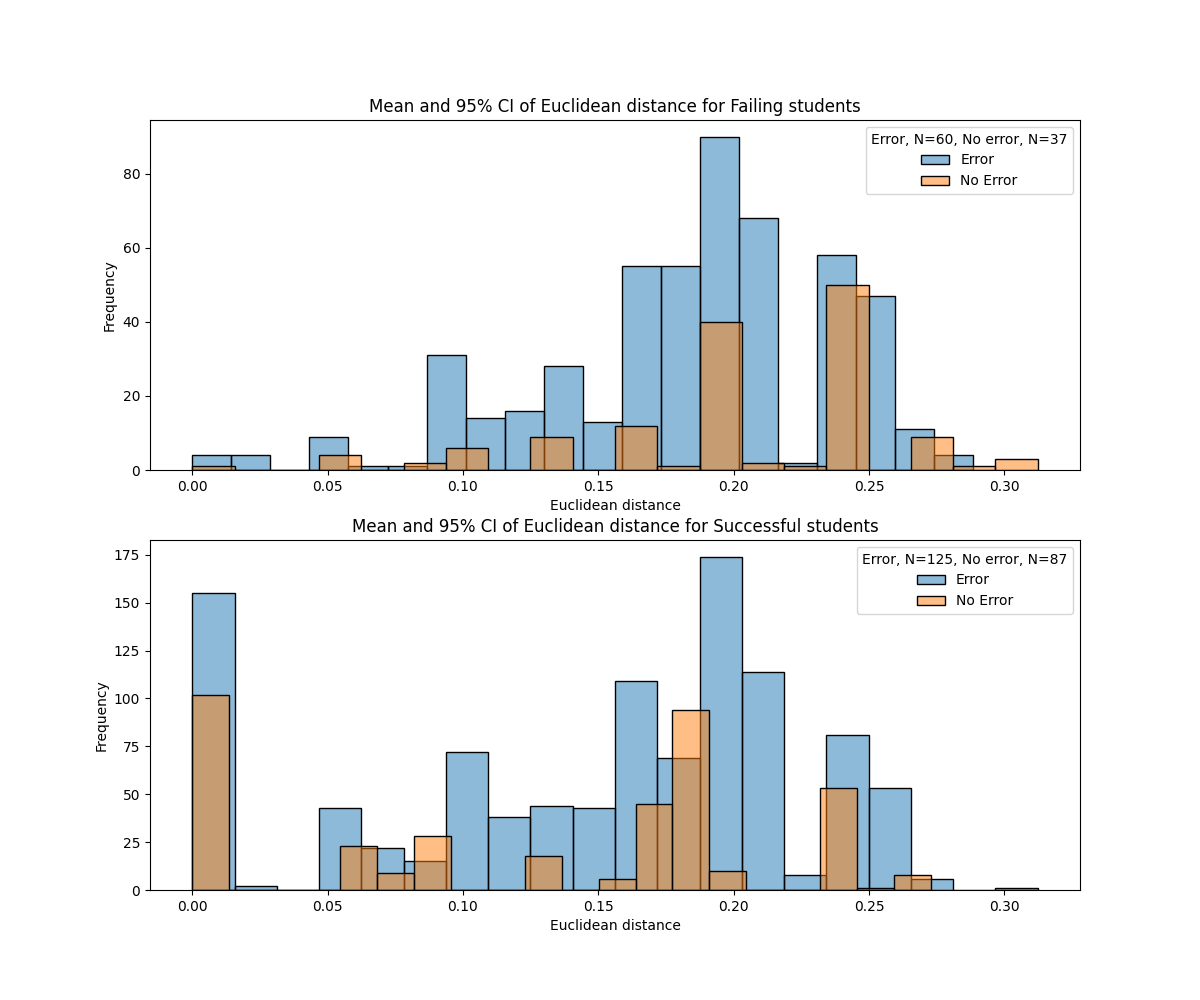 Mean and 95% CI of Euclidean distance for Failing students
Error, N=60, No error, N=37
Error
No Error
Frequency
80
60
40
20
0
0.00 0.05 0.10 0.15 0.20 0.25 0.30
Euclidean distance
Mean and 95% CI of Euclidean distance for Successful students
Error, N=125, No error, N=87
Error
No Error
Frequency
175
150
125
100
75
50
25
0
0.00 0.05 0.10 0.15 0.20 0.25 0.30
Euclidean distance